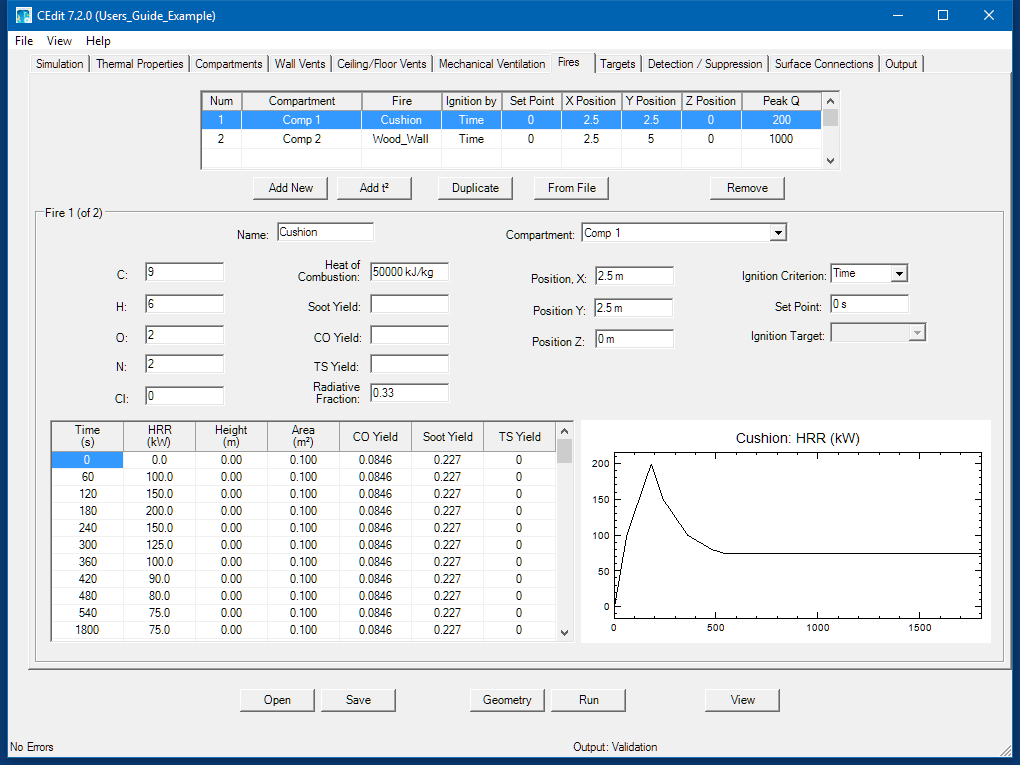 CEdit 7.2.0 (Users_Guide_Example)
File View Help
Simulation Thermal Properties Compartments Wall Vents Ceiling/Floor Vents Mechanical Ventilation Fires Targets Detection / Suppression Surface Connections Output
Num Compartment Fire Ignition by Set Point X Position Y Position Z Position Peak Q
1 Comp 1 Cushion Time 0 2.5 2.5 0 200
2 Comp 2 Wood_Wall Time 0 2.5 5 0 1000
Add New Add t² Duplicate From File Remove
Fire 1 (of 2)
Name: Cushion Compartment: Comp 1
C: 9 Heat of Combustion: 50000 kJ/kg Position, X: 2.5 m Ignition Criterion: Time
H: 6 Soot Yield: Position Y: 2.5 m Set Point: 0 s
O: 2 CO Yield: Position Z: 0 m Ignition Target:
N: 2 TS Yield:
Cl: 0 Radiative Fraction: 0.33
Time (s) HRR (kW) Height (m) Area (m²) CO Yield Soot Yield TS Yield
0 0.0 0.00 0.100 0.0846 0.227 0
60 100.0 0.00 0.100 0.0846 0.227 0
120 150.0 0.00 0.100 0.0846 0.227 0
180 200.0 0.00 0.100 0.0846 0.227 0
240 150.0 0.00 0.100 0.0846 0.227 0
300 125.0 0.00 0.100 0.0846 0.227 0
360 100.0 0.00 0.100 0.0846 0.227 0
420 90.0 0.00 0.100 0.0846 0.227 0
480 80.0 0.00 0.100 0.0846 0.227 0
540 75.0 0.00 0.100 0.0846 0.227 0
1800 75.0 0.00 0.100 0.0846 0.227 0
Cushion: HRR (kW)
200
150
100
50
0
0 500 1000 1500
Open Save Geometry Run View
No Errors Output: Validation